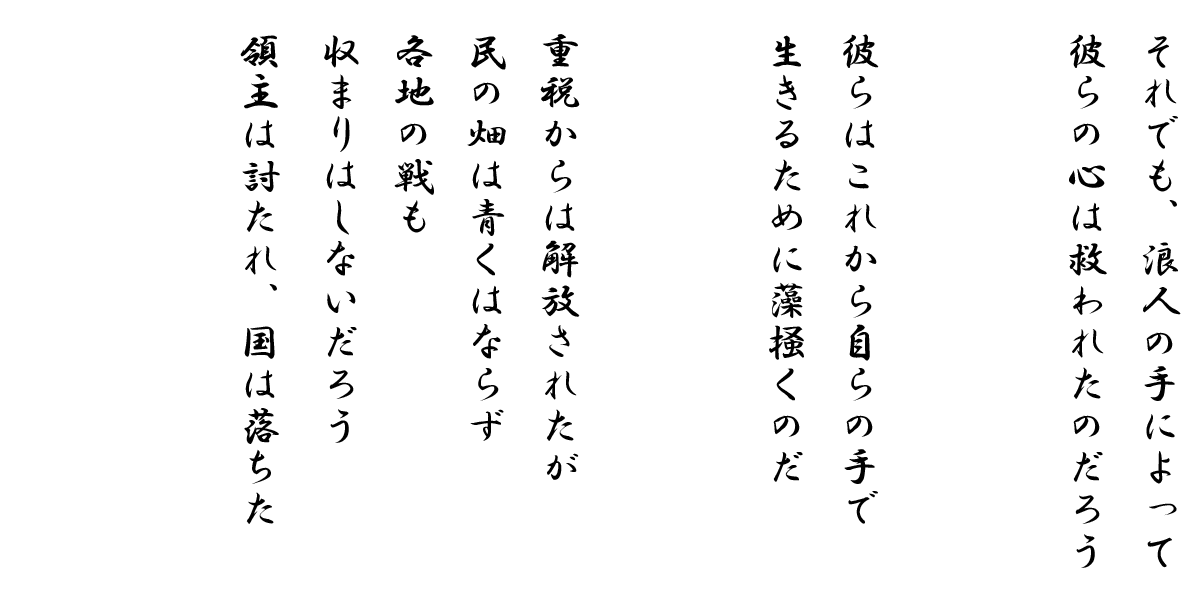 それでも、浪人の手によって
彼らの心は救われたのだろう
彼らはこれから自らの手で
生きるために藻掻くのだ
重税からは解放されたが
民の畑は青くはならず
各地の戦も
収まりはしないだろう
領主は討たれ、国は落ちた